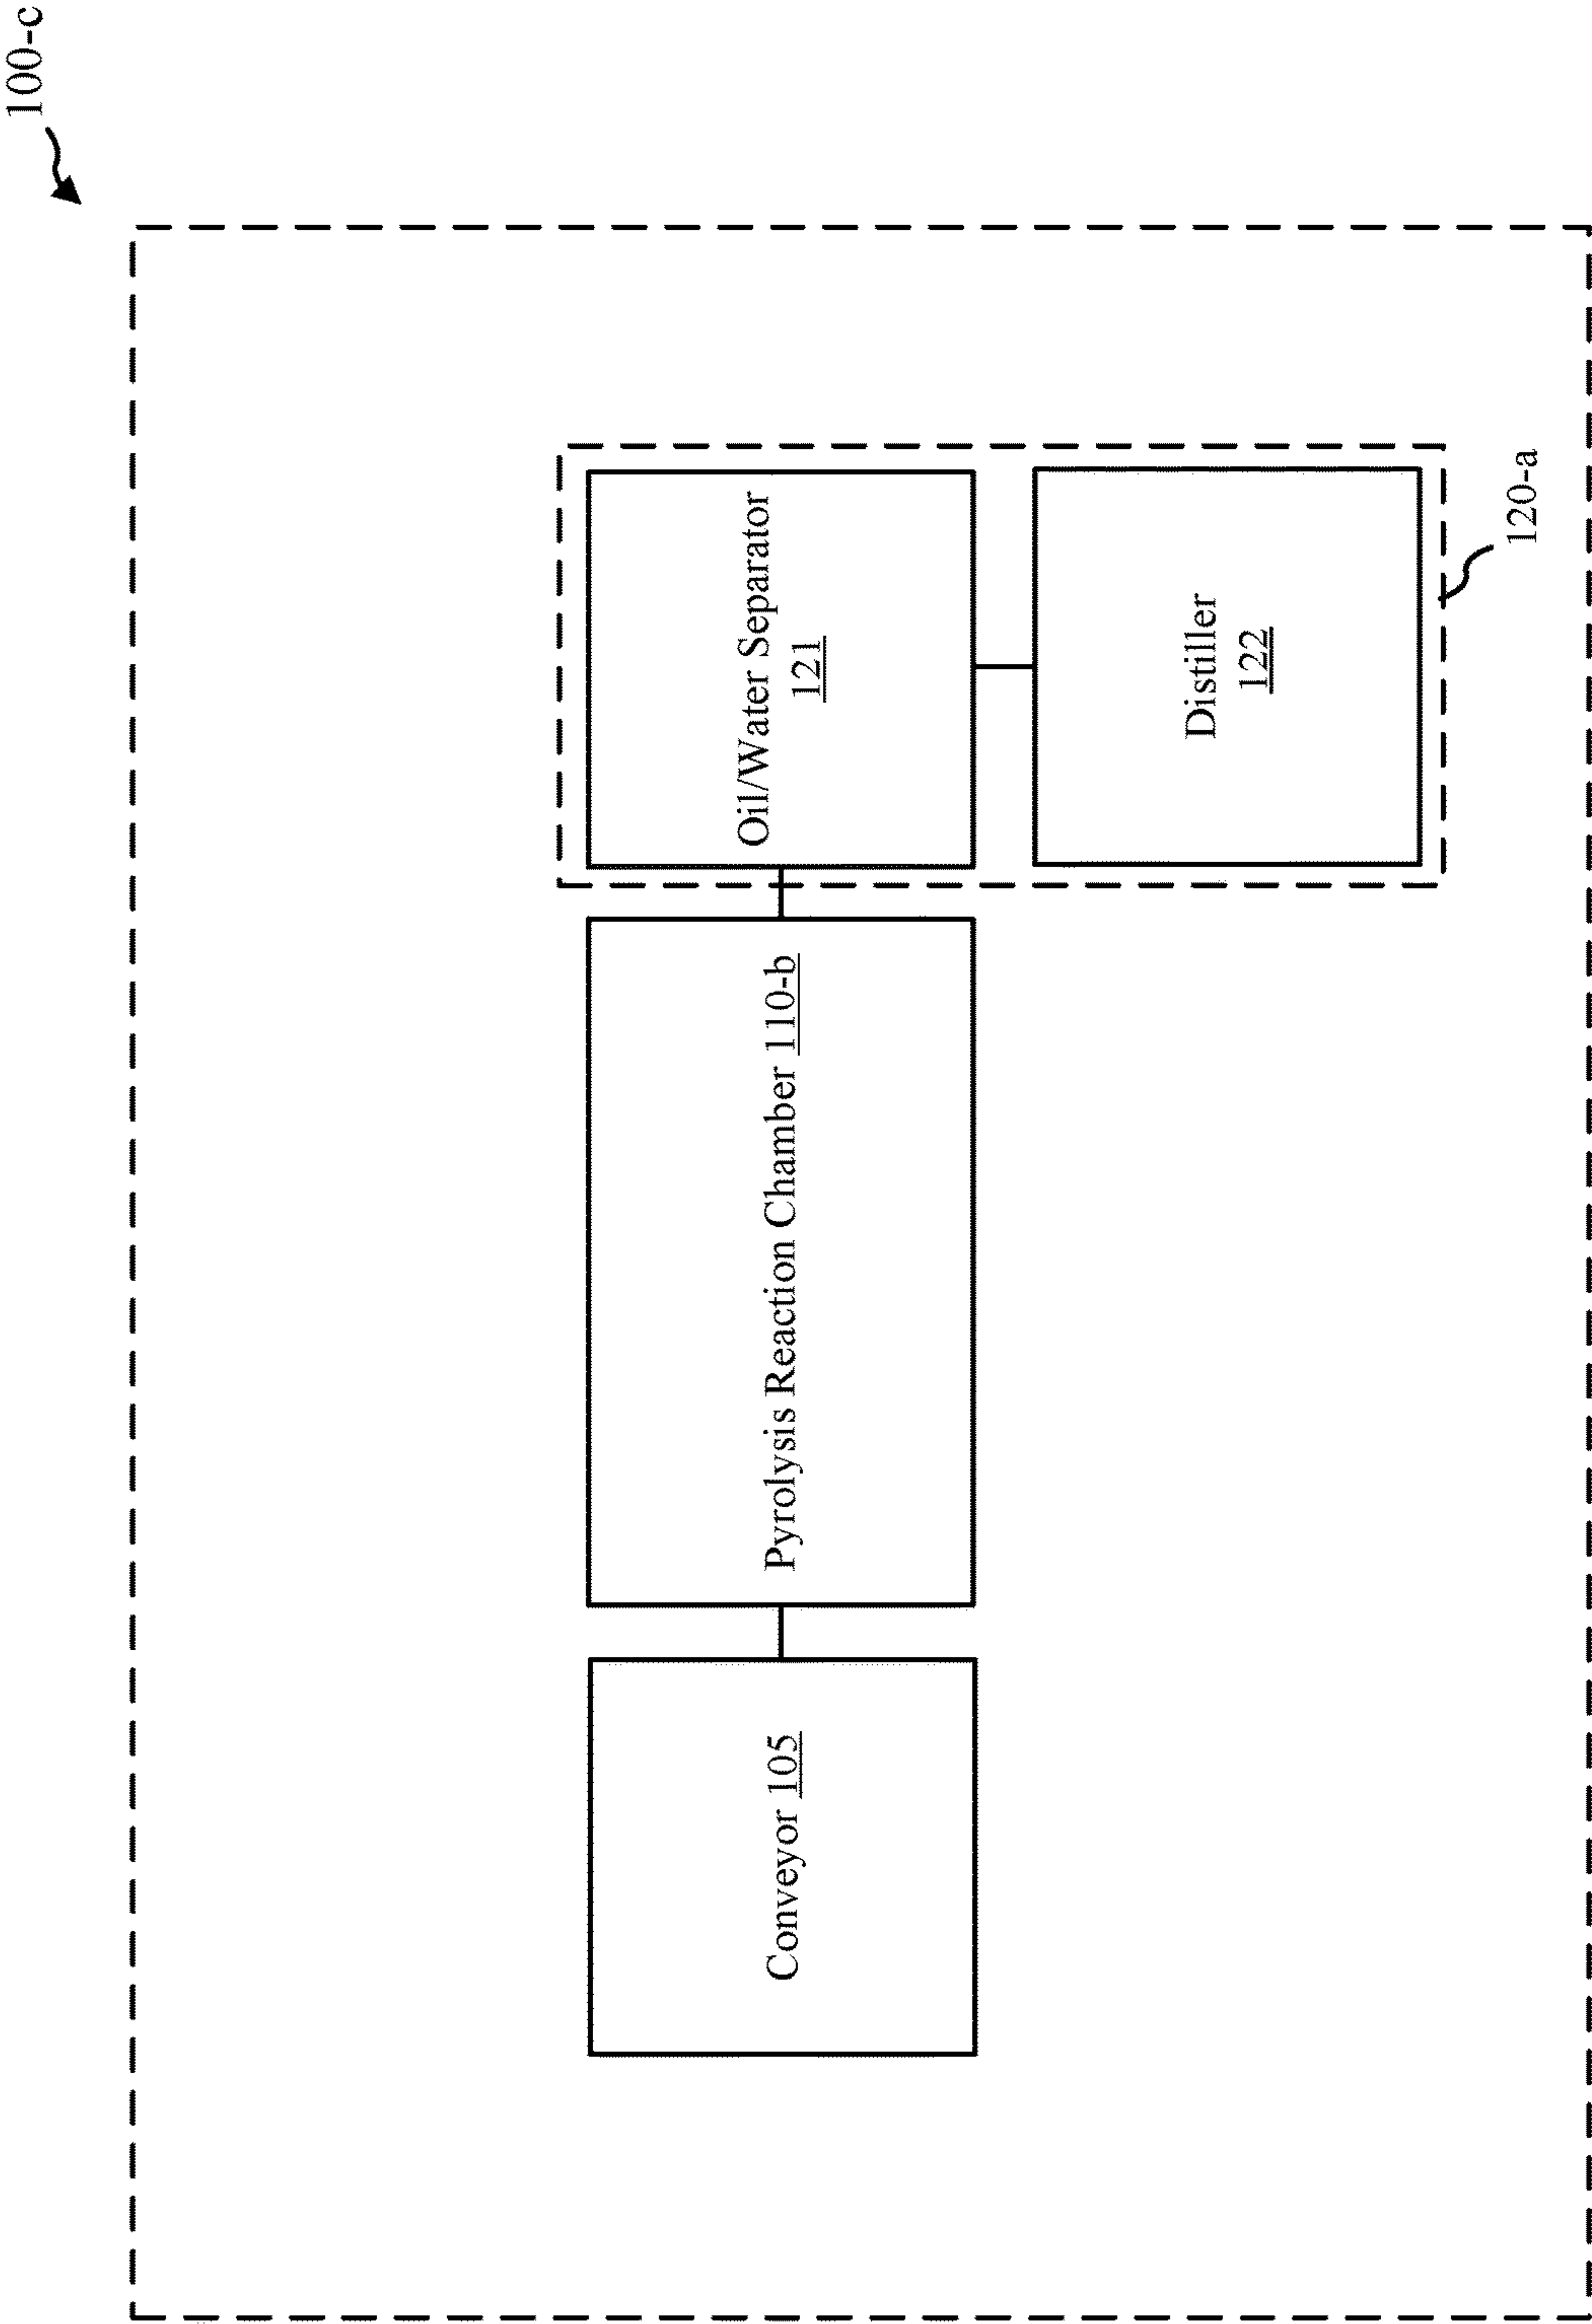 100-c
Conveyor 105
Pyrolysis Reaction Chamber 110-b
Oil/Water Separator
121
Distiller
122
120-a